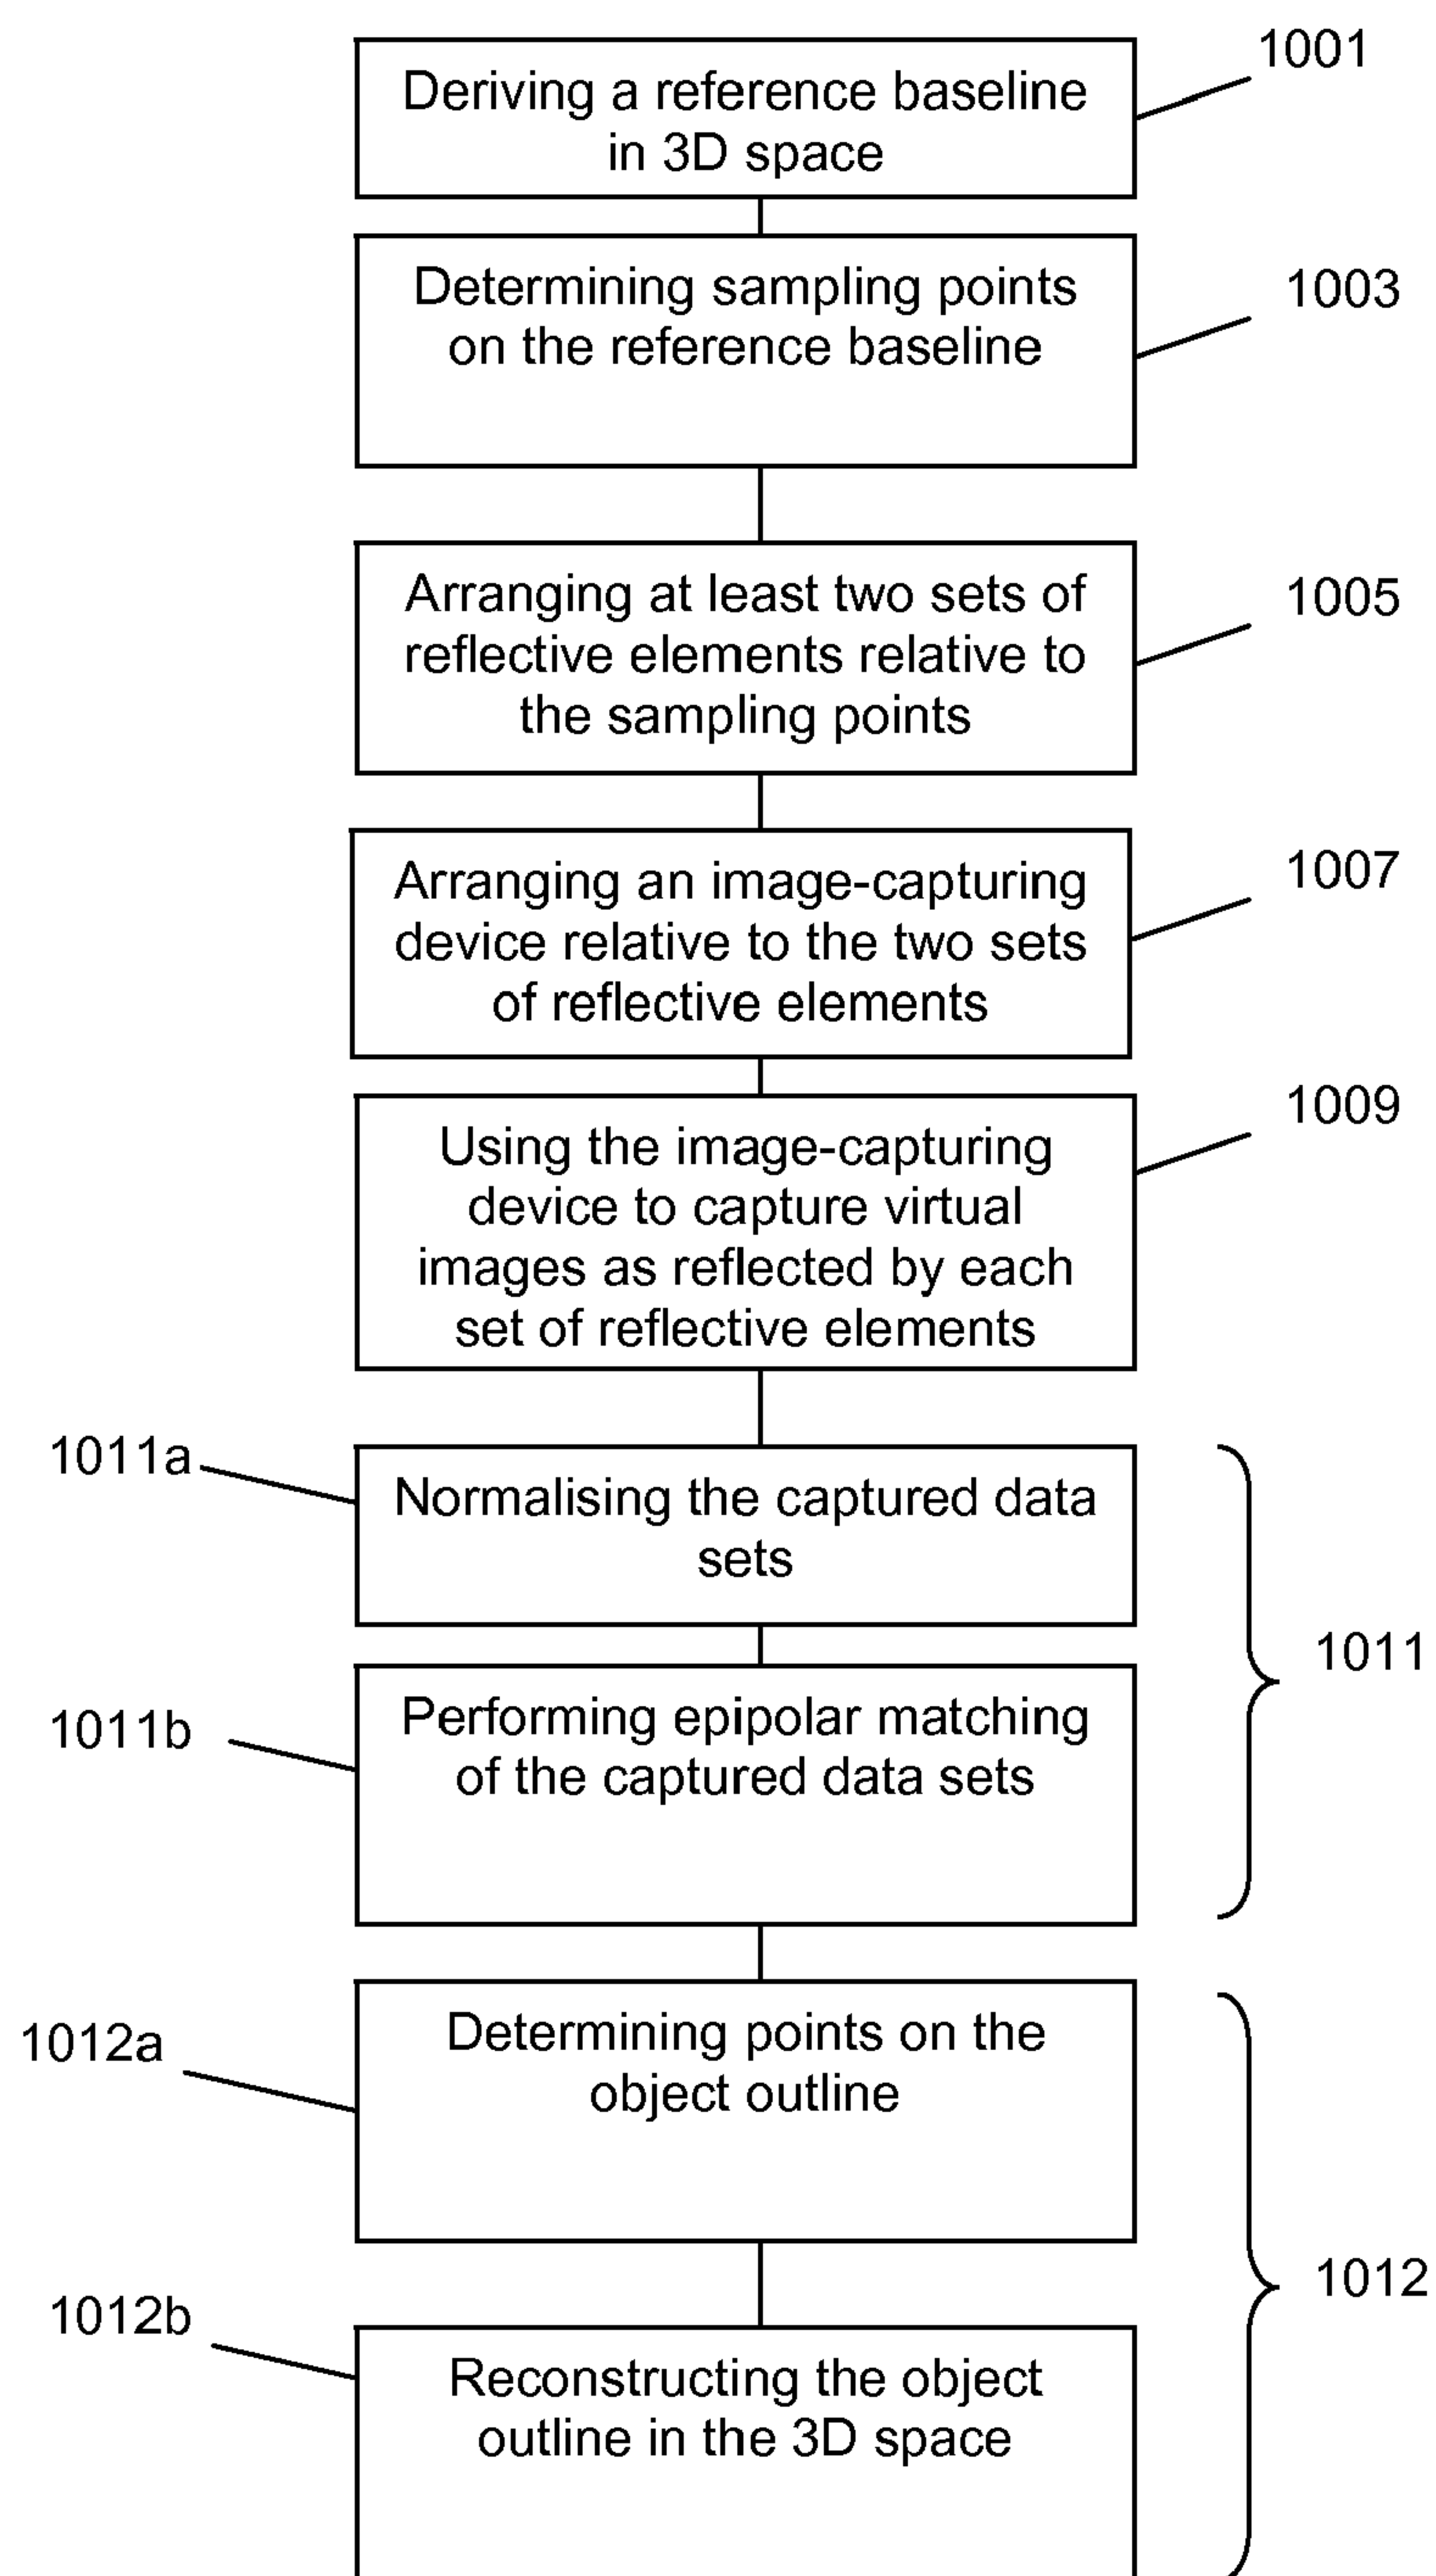 1001
Deriving a reference baseline
in 3D space
1003
Determining sampling points
on the reference baseline
1005
Arranging at least two sets of
reflective elements relative to
the sampling points
1007
Arranging an image-capturing
device relative to the two sets
of reflective elements
1009
Using the image-capturing
device to capture virtual
images as reflected by each
set of reflective elements
1011a
Normalising the captured data
sets
1011
1011b
Performing epipolar matching
of the captured data sets
1012a
Determining points on the
object outline
1012
1012b
Reconstructing the object
outline in the 3D space